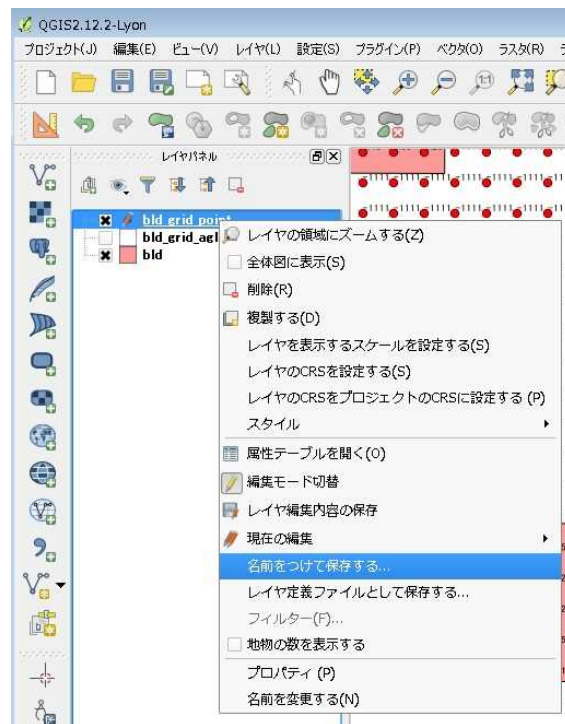 QGIS2.12.2-Lyon
プロジェクト(J) 編集(E) ビュー(V) レイヤ(L) 設定(S) プラグイン(P) ベクタ(O) ラスタ(R)
レイヤパネル
bld_grid_point
bld_grid_agl
bld
レイヤの領域にズームする(Z)
全体図に表示(S)
削除(R)
複製する(D)
レイヤを表示するスケールを設定する(S)
レイヤのCRSを設定する(S)
レイヤのCRSをプロジェクトのCRSに設定する (P)
スタイル
属性テーブルを開く(O)
編集モード切替
レイヤ編集内容の保存
現在の編集
名前をつけて保存する...
レイヤ定義ファイルとして保存する...
フィルター(F)...
地物の数を表示する
プロパティ (P)
名前を変更する(N)